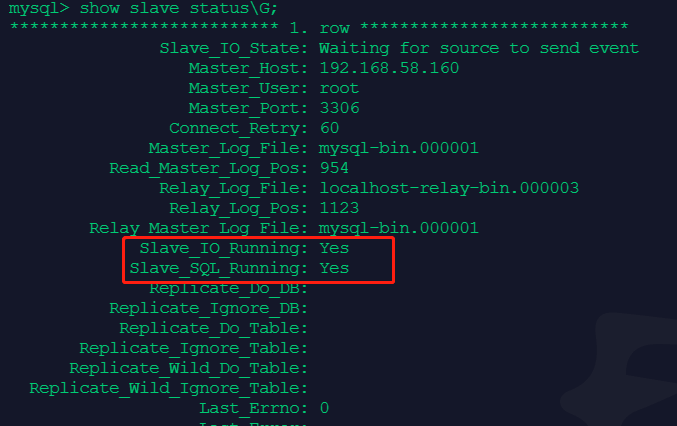 mysql> show slave status\G;
*************************** 1. row ***************************
Slave_IO_State: Waiting for source to send event
Master_Host: 192.168.58.160
Master_User: root
Master_Port: 3306
Connect_Retry: 60
Master_Log_File: mysql-bin.000001
Read_Master_Log_Pos: 954
Relay_Log_File: localhost-relay-bin.000003
Relay_Log_Pos: 1123
Relay_Master_Log_File: mysql-bin.000001
Slave_IO_Running: Yes
Slave_SQL_Running: Yes
Replicate_Do_DB:
Replicate_Ignore_DB:
Replicate_Do_Table:
Replicate_Ignore_Table:
Replicate_Wild_Do_Table:
Replicate_Wild_Ignore_Table:
Last_Errno: 0